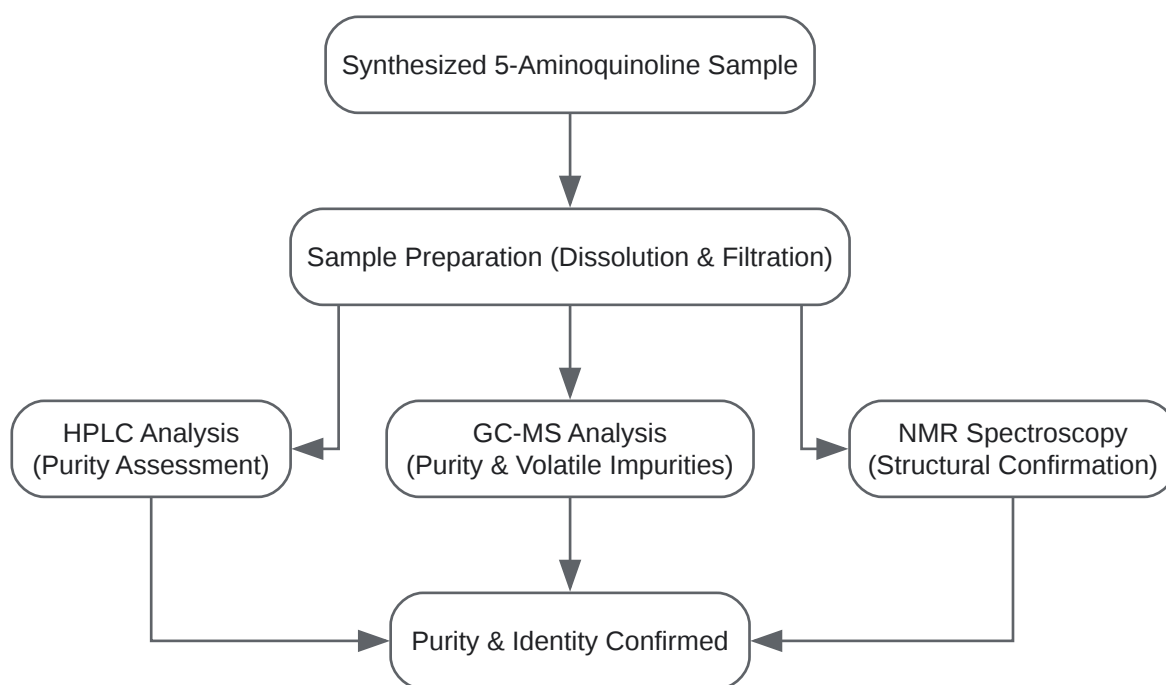 Synthesized 5-Aminoquinoline Sample
Sample Preparation (Dissolution & Filtration)
HPLC Analysis
(Purity Assessment)
GC-MS Analysis
(Purity & Volatile Impurities)
NMR Spectroscopy
(Structural Confirmation)
Purity & Identity Confirmed